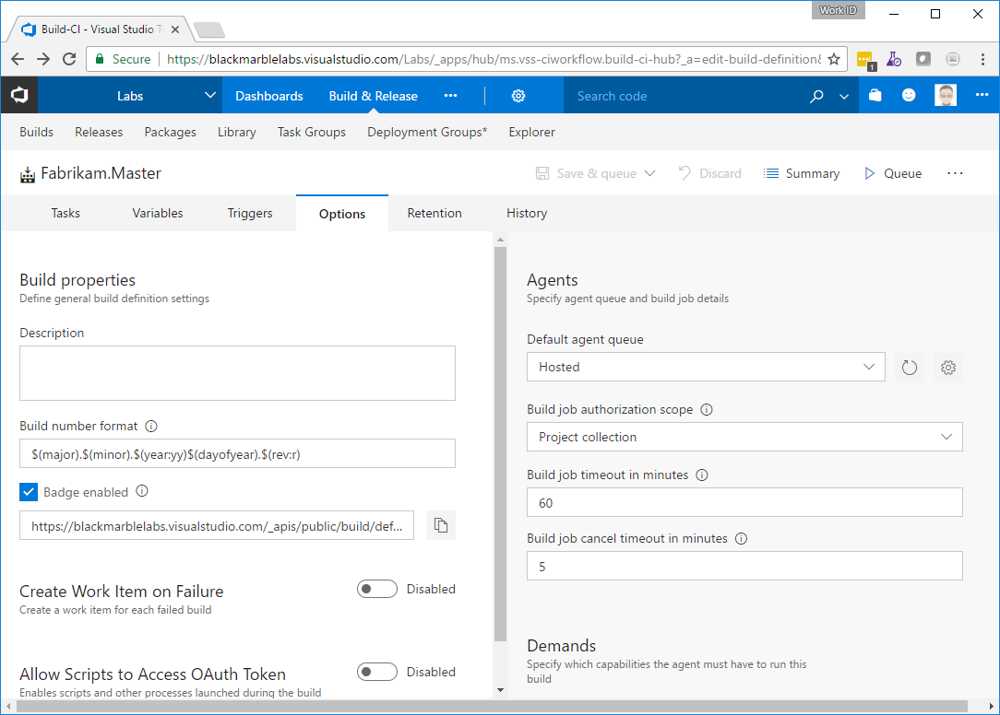 Work ID
Build-CI - Visual Studio T
Secure https://blackmarblelabs.visualstudio.com/Labs/_apps/hub/ms.vss-ciworkflow.build-ci-hub?_a=edit-build-definition&
1
Labs Dashboards Build & Release ··· Search code ···
Builds Releases Packages Library Task Groups Deployment Groups* Explorer
Fabrikam.Master Save & queue Discard Summary Queue ···
Tasks Variables Triggers Options Retention History
Build properties
Define general build definition settings
Description
Build number format
$(major).$(minor).$(year:yy)$(dayofyear).$(rev:r)
Badge enabled
https://blackmarblelabs.visualstudio.com/_apis/public/build/def...
Create Work Item on Failure Disabled
Create a work item for each failed build
Allow Scripts to Access OAuth Token Disabled
Enables scripts and other processes launched during the build
Agents
Specify agent queue and build job details
Default agent queue
Hosted
Build job authorization scope
Project collection
Build job timeout in minutes
60
Build job cancel timeout in minutes
5
Demands
Specify which capabilities the agent must have to run this
build